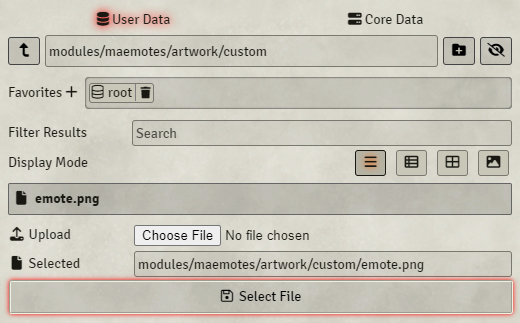 User Data Core Data
modules/maemotes/artwork/custom
Favorites + root
Filter Results Search
Display Mode
emote.png
Upload Choose File No file chosen
Selected modules/maemotes/artwork/custom/emote.png
Select File